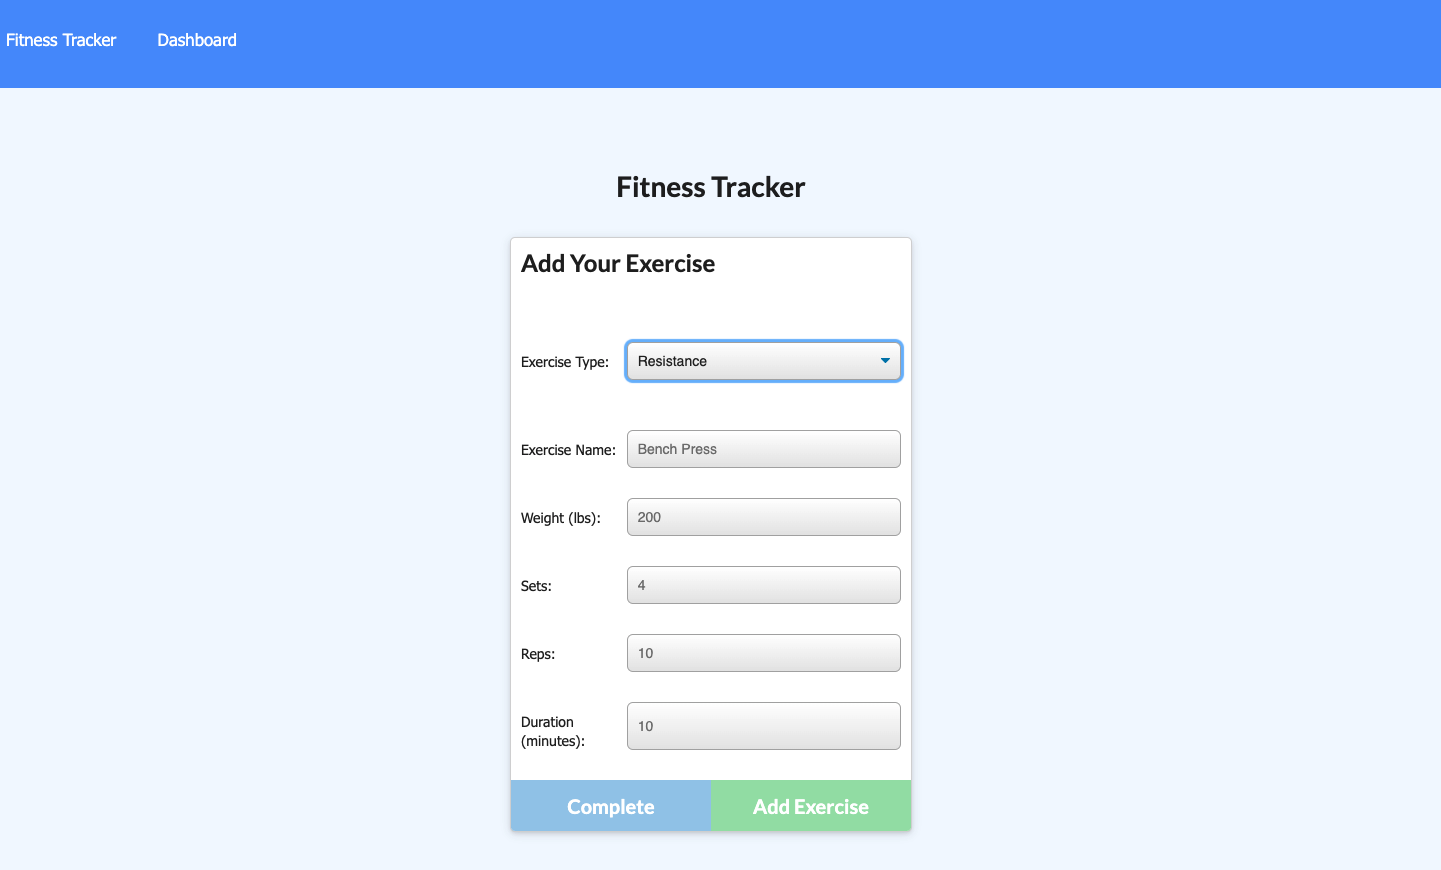 Fitness Tracker Dashboard
Fitness Tracker
Add Your Exercise
Exercise Type: Resistance
Exercise Name: Bench Press
Weight (lbs): 200
Sets: 4
Reps: 10
Duration
(minutes): 10
Complete Add Exercise